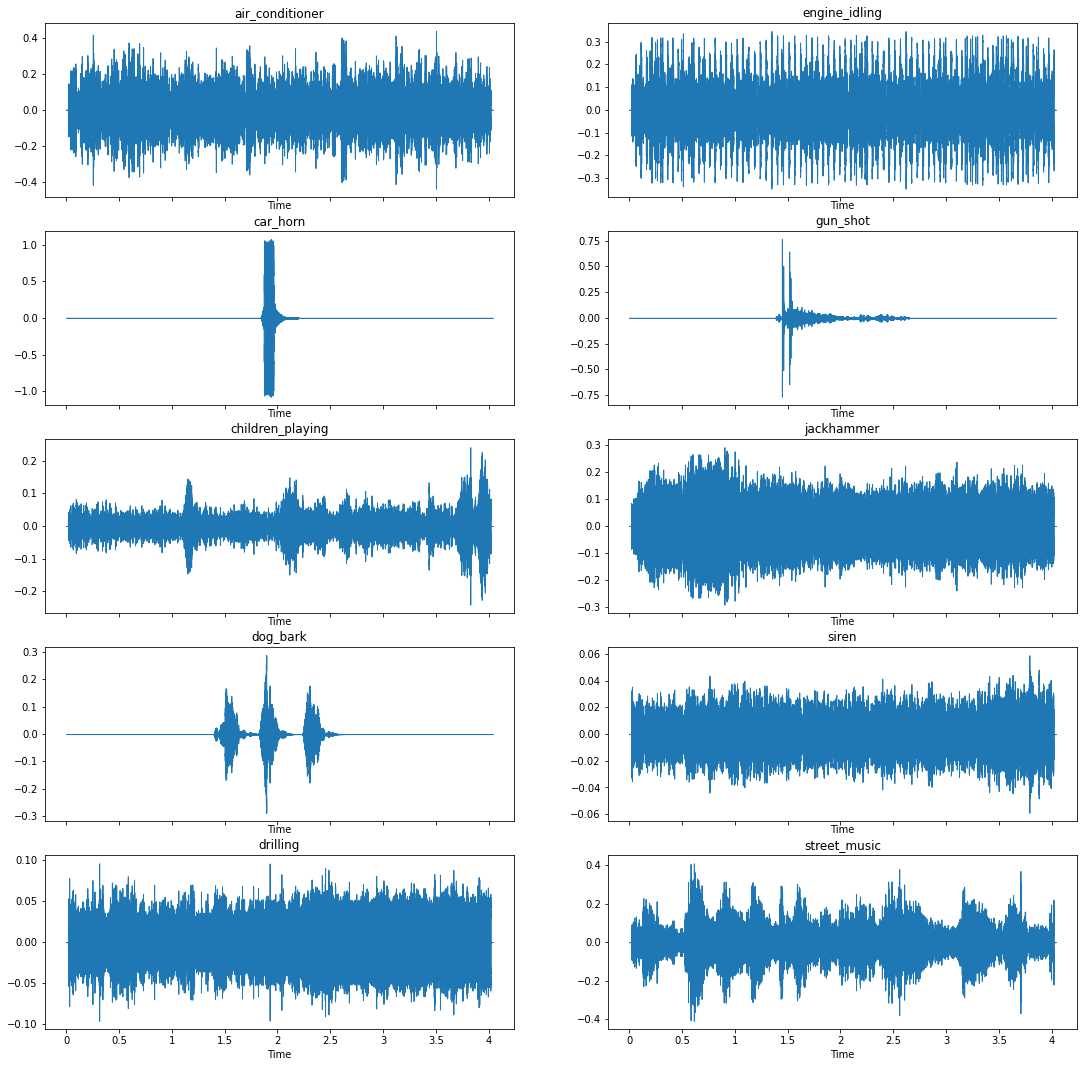 air_conditioner
0.4
0.2
0.0
−0.2
−0.4
Time
engine_idling
0.3
0.2
0.1
0.0
−0.1
−0.2
−0.3
Time
car_horn
1.0
0.5
0.0
−0.5
−1.0
Time
gun_shot
0.75
0.50
0.25
0.00
−0.25
−0.50
−0.75
Time
children_playing
0.2
0.1
0.0
−0.1
−0.2
Time
jackhammer
0.3
0.2
0.1
0.0
−0.1
−0.2
−0.3
Time
dog_bark
0.3
0.2
0.1
0.0
−0.1
−0.2
−0.3
Time
siren
0.06
0.04
0.02
0.00
−0.02
−0.04
−0.06
Time
drilling
0.10
0.05
0.00
−0.05
−0.10
0 0.5 1 1.5 2 2.5 3 3.5 4
Time
street_music
0.4
0.2
0.0
−0.2
−0.4
0 0.5 1 1.5 2 2.5 3 3.5 4
Time